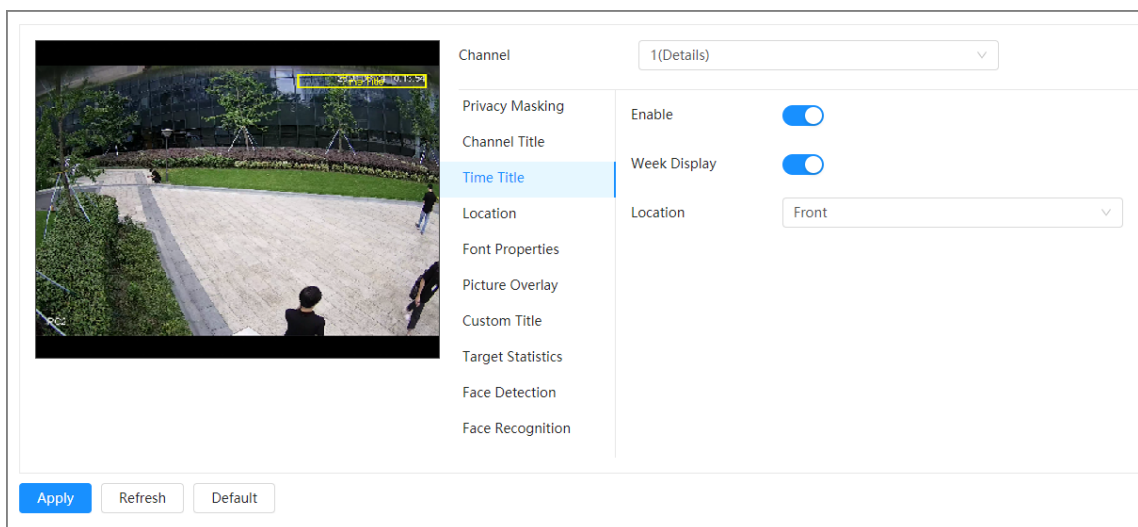 Channel
1(Details)
Privacy Masking
Channel Title
Time Title
Location
Font Properties
Picture Overlay
Custom Title
Target Statistics
Face Detection
Face Recognition
Enable
Week Display
Location
Front
Apply
Refresh
Default